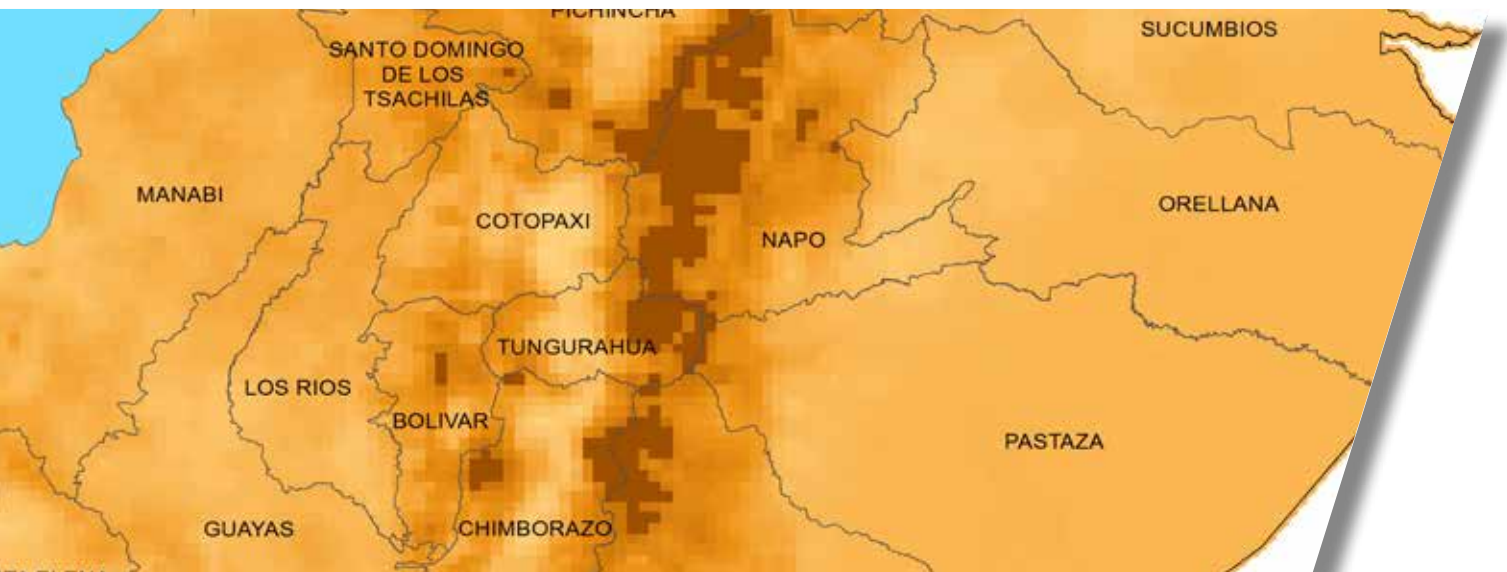 PICHINCHA
SUCUMBIOS
SANTO DOMINGO
DE LOS
TSACHILAS
MANABI
COTOPAXI
NAPO
ORELLANA
TUNGURAHUA
LOS RIOS
BOLIVAR
PASTAZA
GUAYAS
CHIMBORAZO